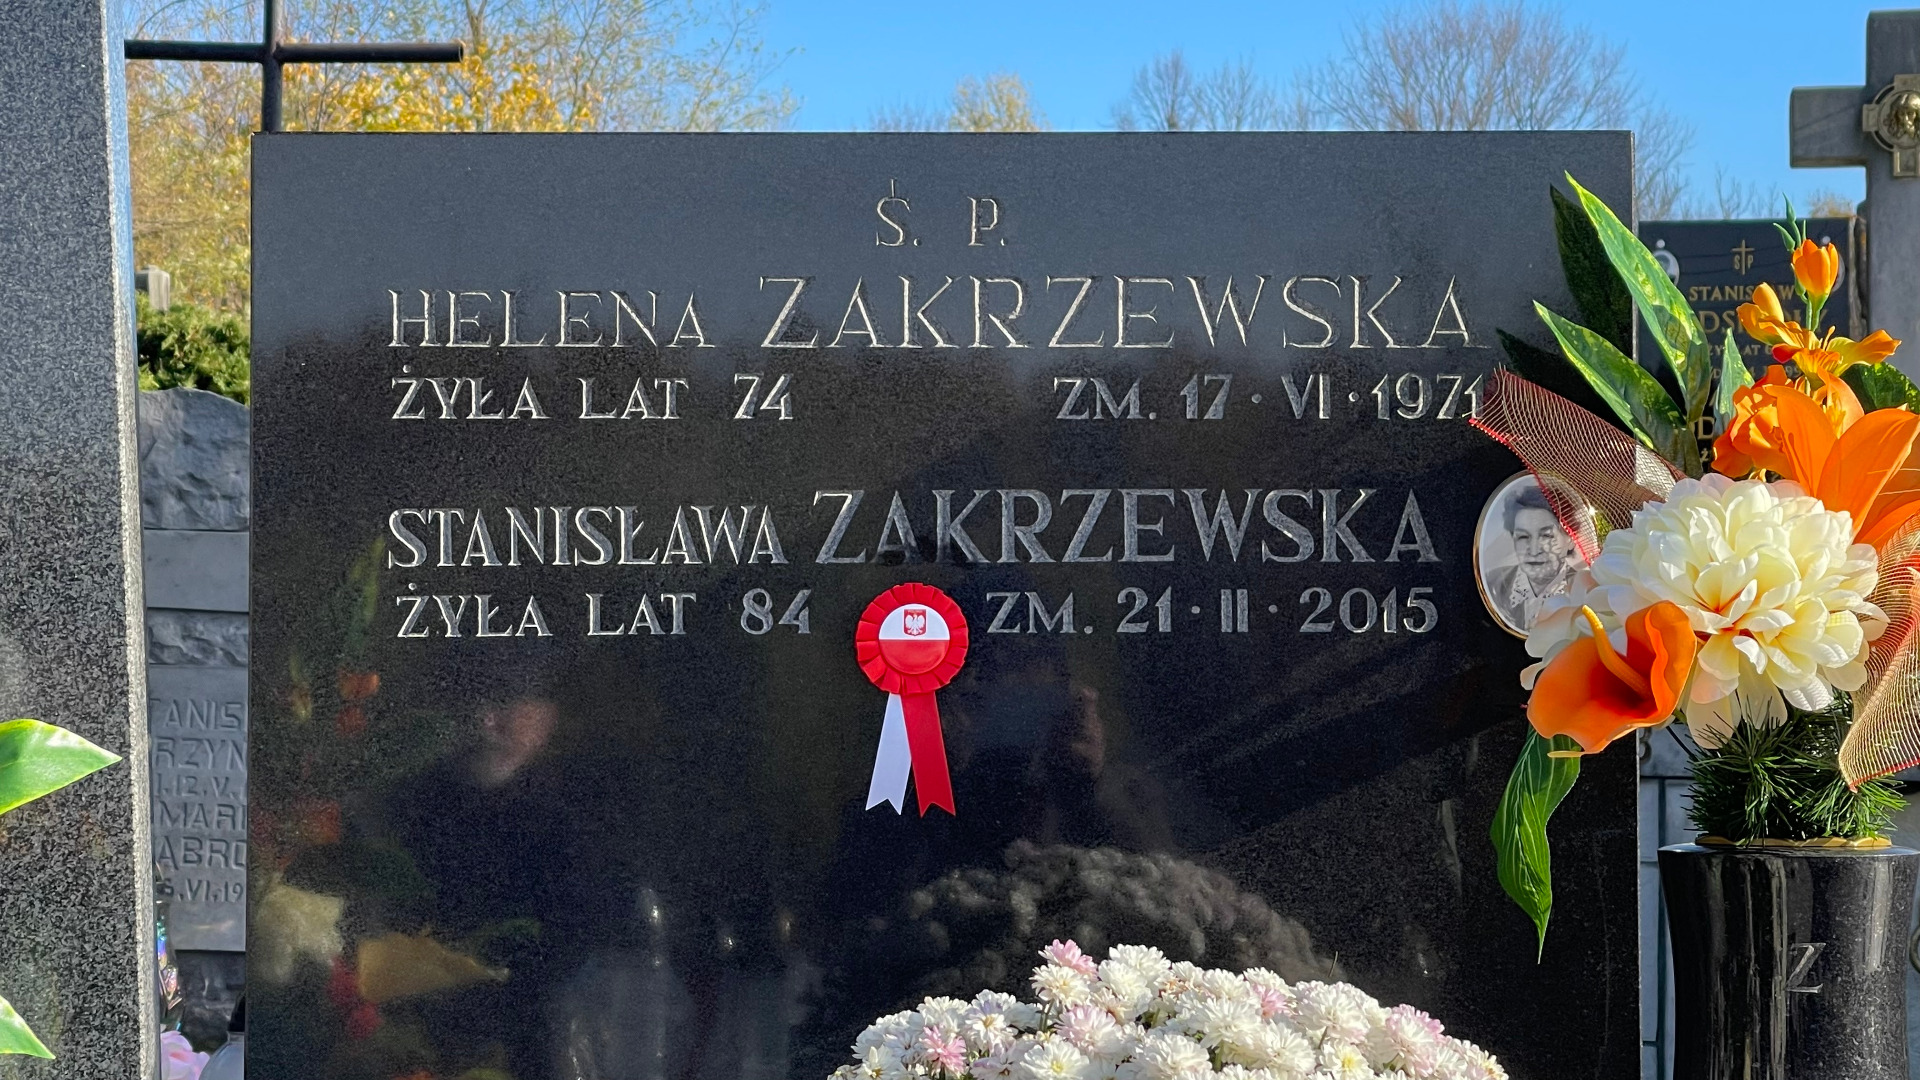 Ś. P.
HELENA ZAKRZEWSKA
ŻYŁA LAT 74 ZM. 17 · VI · 1971
STANISŁAWA ZAKRZEWSKA
ŻYŁA LAT 84 ZM. 21 · II · 2015
Z
Ś P